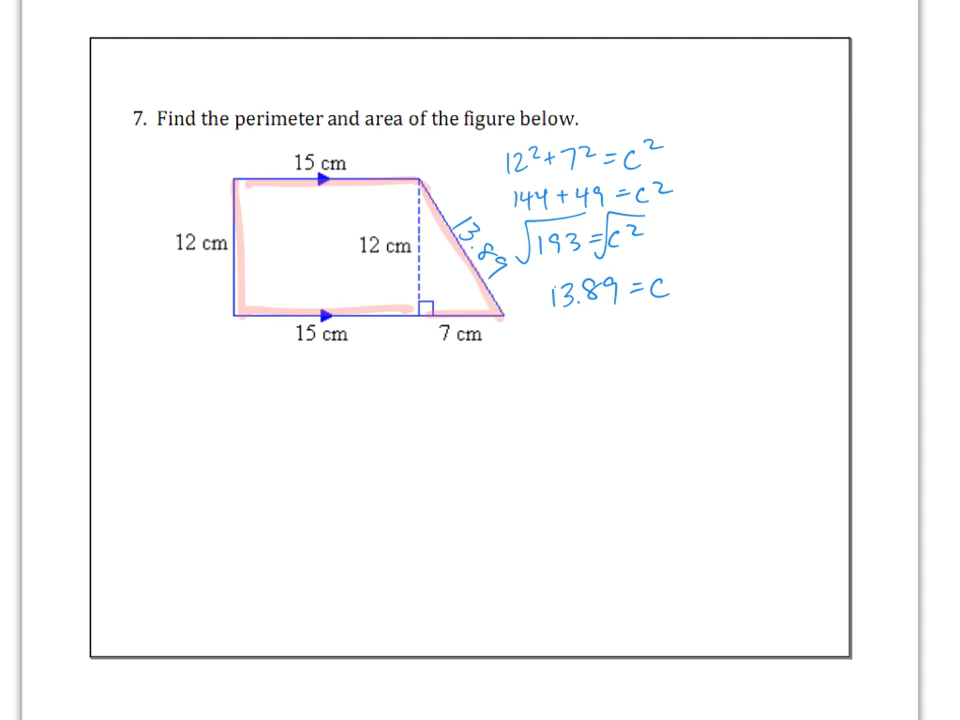 7. Find the perimeter and area of the figure below.
15 cm
12² + 7² = c²
144 + 49 = c²
12 cm
12 cm
13.89
√193 = √c²
13.89 = c
15 cm
7 cm